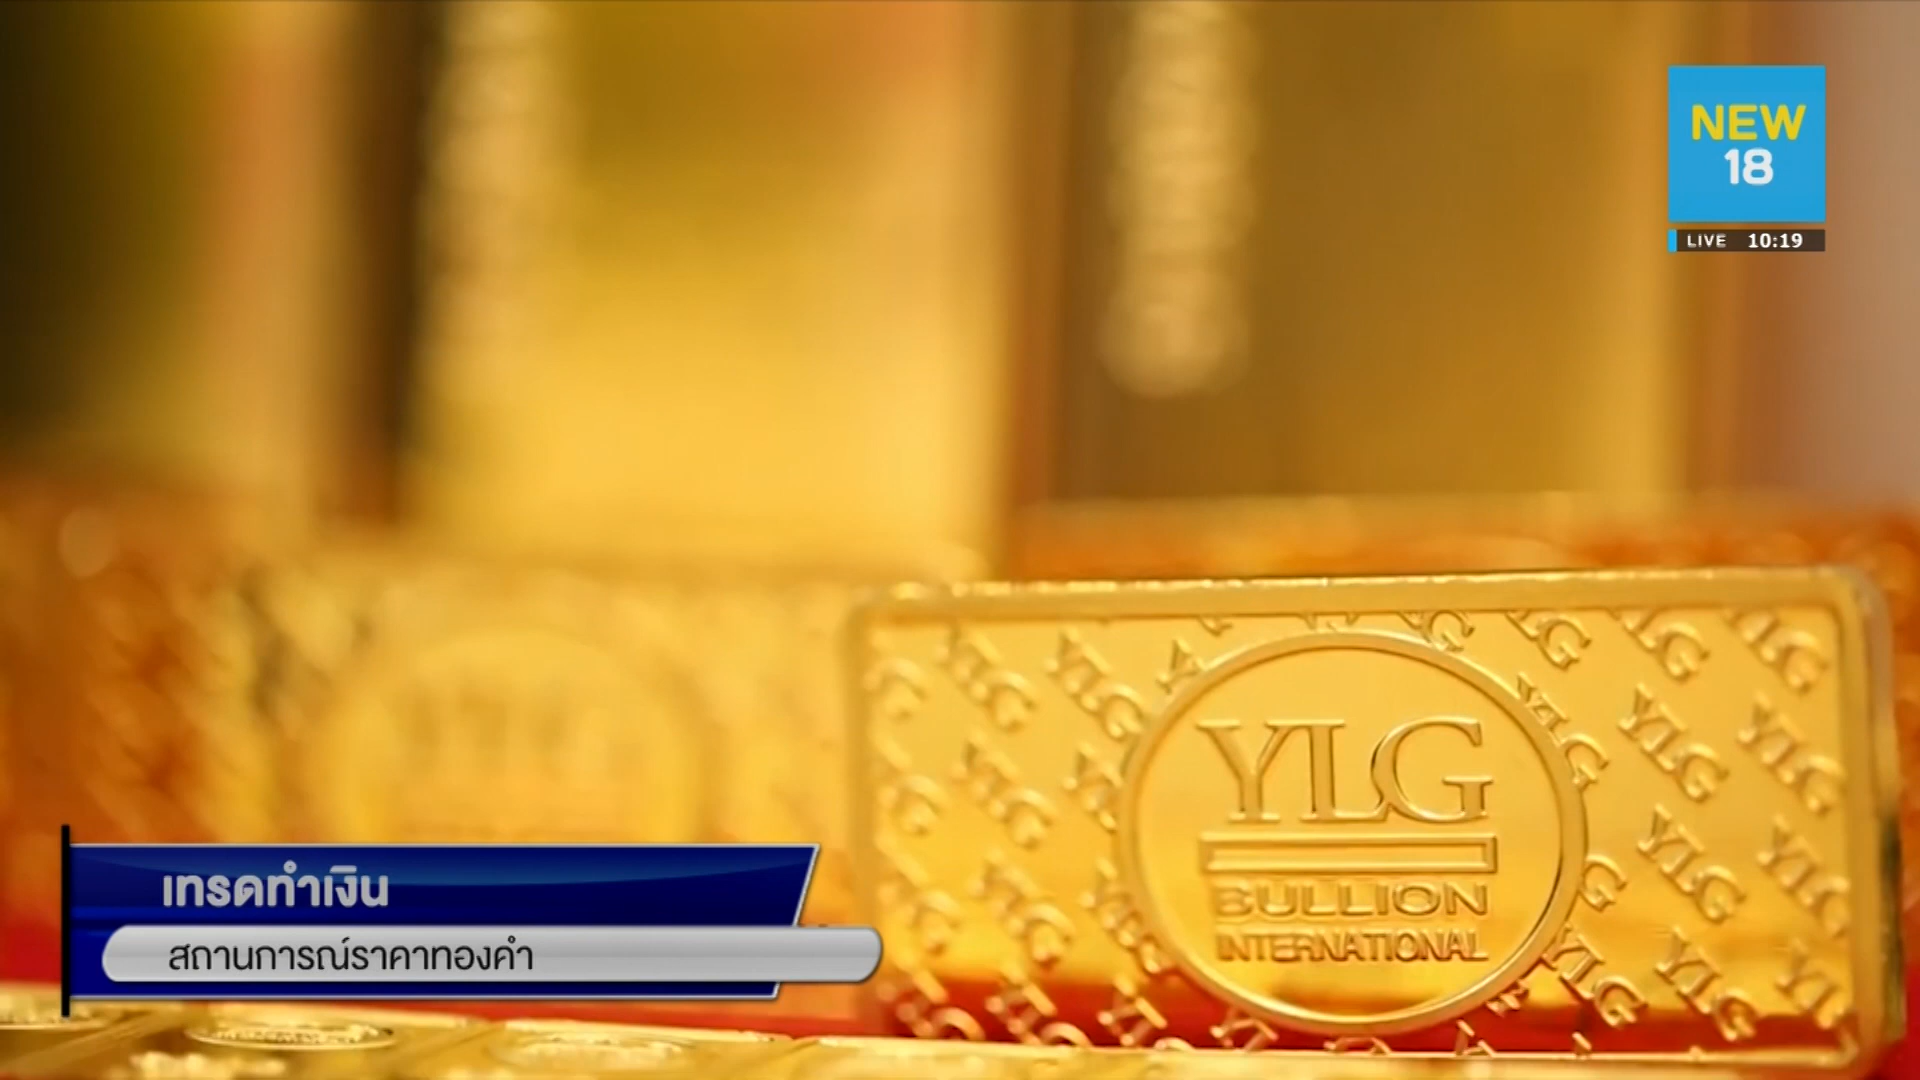 NEW
18
LIVE 10:19
YLG
BULLION
INTERNATIONAL
เทรดทำเงิน
สถานการณ์ราคาทองคำ